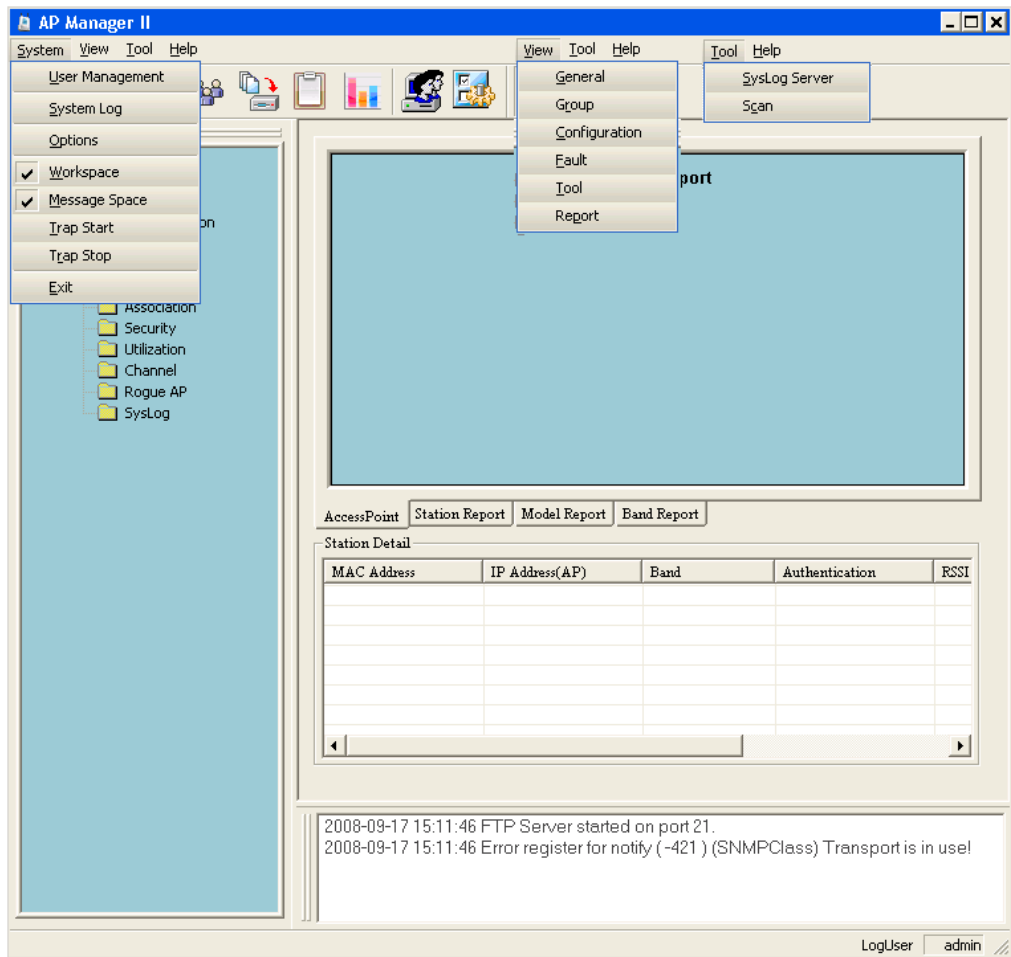 AP Manager II
System View Tool Help
User Management
System Log
Options
Workspace
Message Space
Trap Start
Trap Stop
Exit
View Tool Help
General
Group
Configuration
Fault
Tool
Report
Tool Help
SysLog Server
Scan
port
on
Association
Security
Utilization
Channel
Rogue AP
SysLog
AccessPoint Station Report Model Report Band Report
Station Detail
MAC Address IP Address(AP) Band Authentication RSSI
2008-09-17 15:11:46 FTP Server started on port 21.
2008-09-17 15:11:46 Error register for notify ( -421 ) (SNMPClass) Transport is in use!
LogUser admin